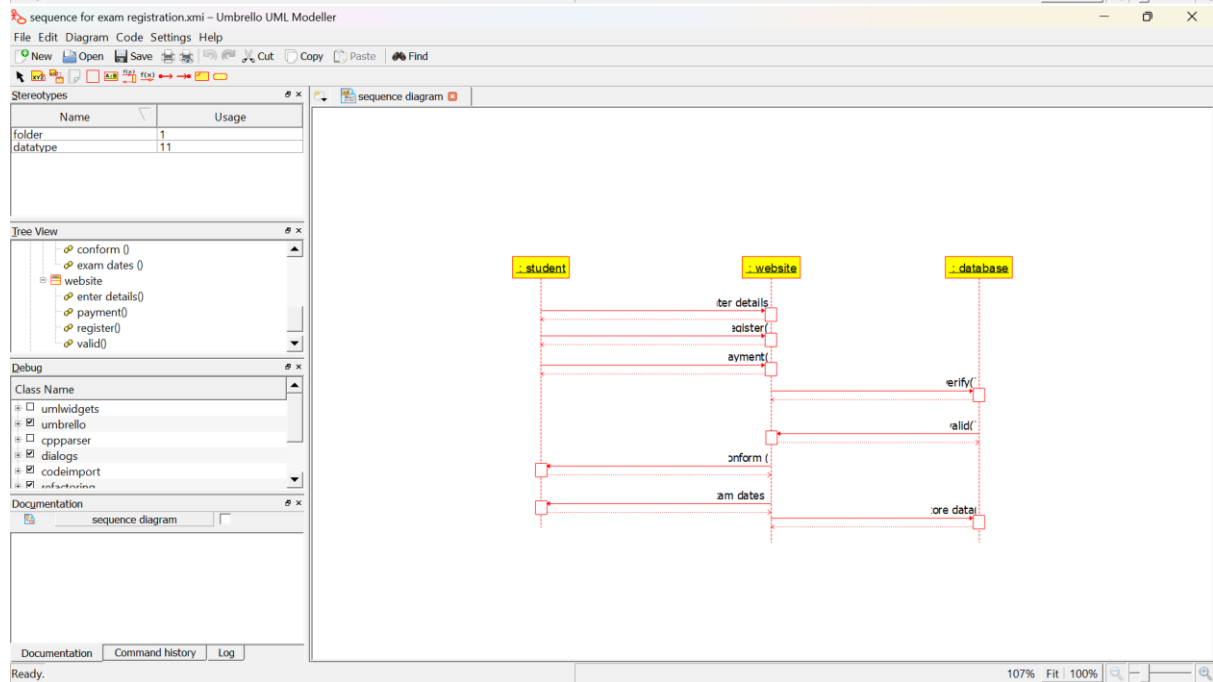 sequence for exam registration.xmi – Umbrello UML Modeller
File Edit Diagram Code Settings Help
New Open Save Cut Copy Paste Find
Stereotypes
sequence diagram
Name Usage
folder 1
datatype 11
Tree View
conform ()
exam dates ()
website
enter details()
payment()
register()
valid()
Debug
Class Name
umlwidgets
umbrello
cppparser
dialogs
codeimport
refactoring
Documentation
sequence diagram
Documentation Command history Log
Ready.
: student : website : database
ter details
egister(
ayment(
verify(
valid(
onform (
am dates
ore data(
107% Fit 100%